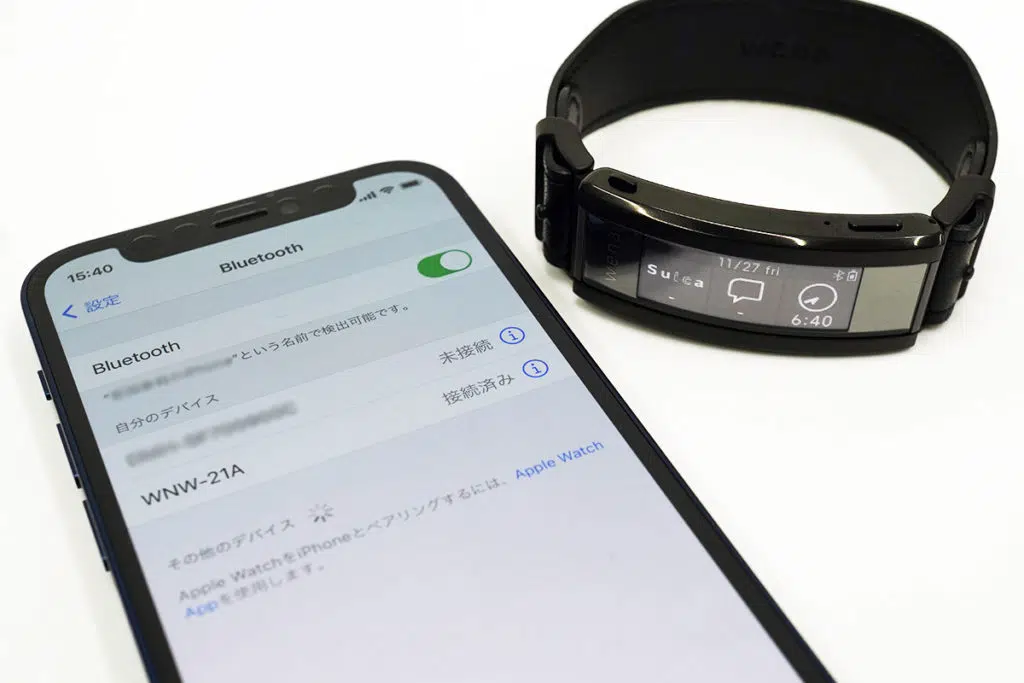 15:40
設定
Bluetooth
Bluetooth
"という名前で検出可能です。
自分のデバイス
未接続
WNW-21A 接続済み
その他のデバイス
Apple WatchをiPhoneとペアリングするには、Apple Watch
Appを使用します。
wena
wena
Suica
11/27 fri
6:40